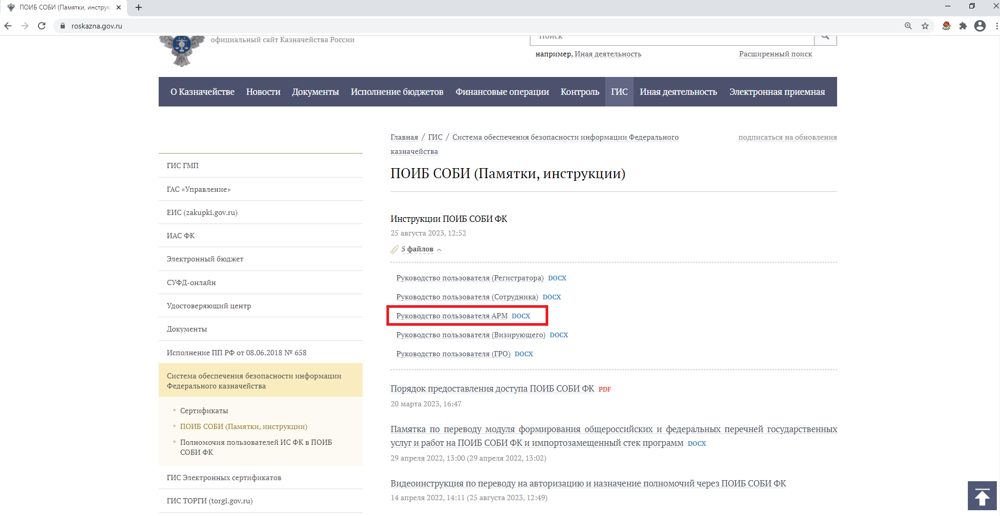 ПОИБ СОБИ (Памятки, инструк
roskazna.gov.ru
официальный сайт Казначейства России
Поиск
например, Иная деятельность
Расширенный поиск
О Казначействе Новости Документы Исполнение бюджетов Финансовые операции Контроль ГИС Иная деятельность Электронная приемная
Главная / ГИС / Система обеспечения безопасности информации Федерального
казначейства
подписаться на обновления
ПОИБ СОБИ (Памятки, инструкции)
ГИС ГМП
ГАС «Управление»
ЕИС (zakupki.gov.ru)
ИАС ФК
Электронный бюджет
СУФД-онлайн
Удостоверяющий центр
Документы
Исполнение ПП РФ от 08.06.2018 № 658
Система обеспечения безопасности информации
Федерального казначейства
Сертификаты
ПОИБ СОБИ (Памятки, инструкции)
Полномочия пользователей ИС ФК в ПОИБ
СОБИ ФК
ГИС Электронных сертификатов
ГИС ТОРГИ (torgi.gov.ru)
Инструкции ПОИБ СОБИ ФК
25 августа 2023, 12:52
5 файлов
Руководство пользователя (Регистратора) DOCX
Руководство пользователя (Сотрудника) DOCX
Руководство пользователя АРМ DOCX
Руководство пользователя (Визирующего) DOCX
Руководство пользователя (ГРО) DOCX
Порядок предоставления доступа ПОИБ СОБИ ФК PDF
20 марта 2023, 16:47
Памятка по переводу модуля формирования общероссийских и федеральных перечней государственных
услуг и работ на ПОИБ СОБИ ФК и импортозамещенный стек программ DOCX
29 апреля 2022, 13:00 (29 апреля 2022, 13:02)
Видеоинструкция по переводу на авторизацию и назначение полномочий через ПОИБ СОБИ ФК
14 апреля 2022, 14:11 (25 августа 2023, 12:49)